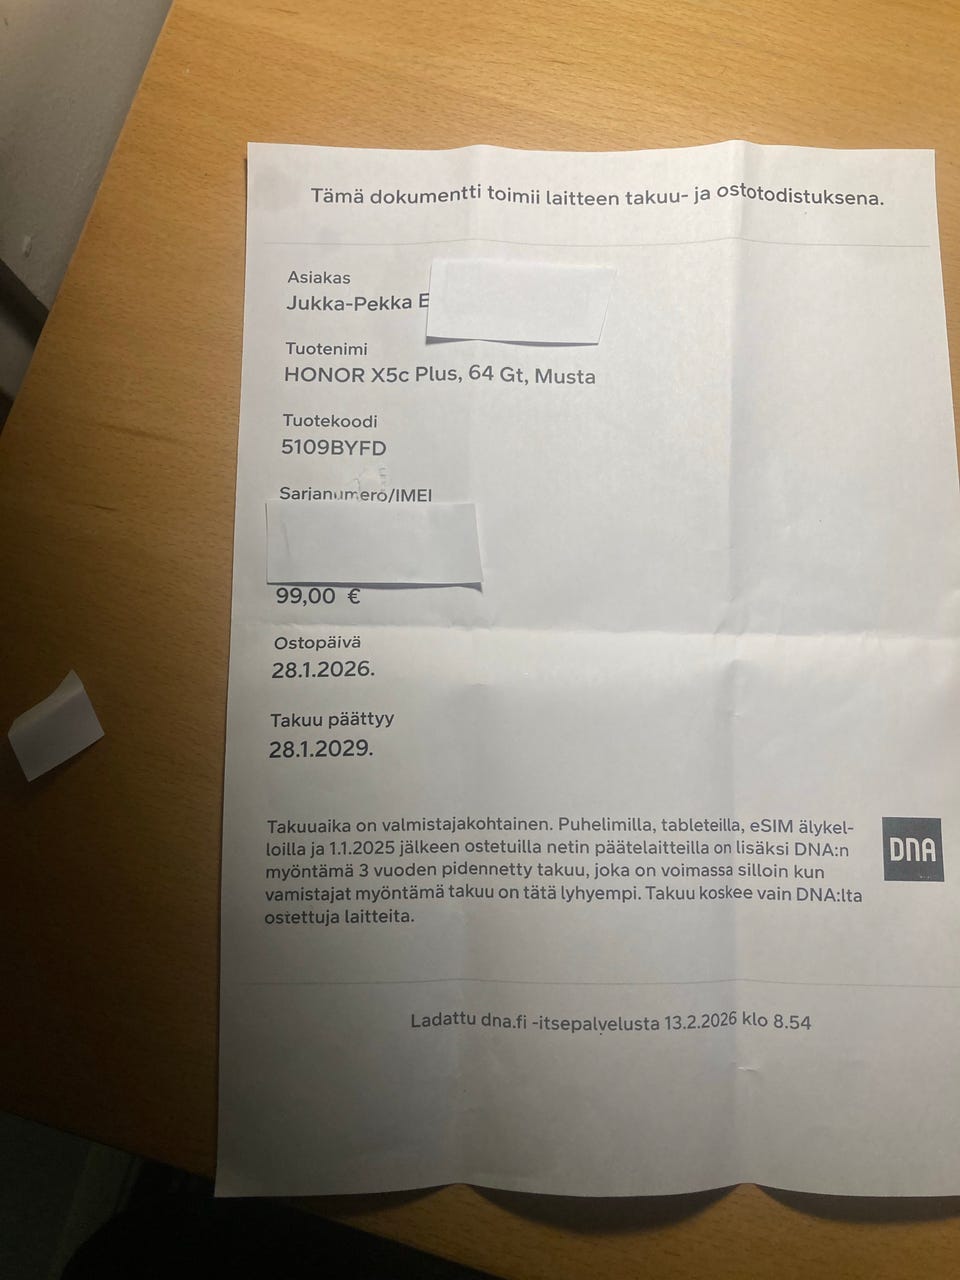 Tämä dokumentti toimii laitteen takuu- ja ostotodistuksena.
Asiakas
Jukka-Pekka E
Tuotenimi
HONOR X5c Plus, 64 Gt, Musta
Tuotekoodi
5109BYFD
Sarjanumero/IMEI
99,00 €
Ostopäivä
28.1.2026.
Takuu päättyy
28.1.2029.
Takuuaika on valmistajakohtainen. Puhelimilla, tableteilla, eSIM älykel-
loilla ja 1.1.2025 jälkeen ostetuilla netin päätelaitteilla on lisäksi DNA:n
myöntämä 3 vuoden pidennetty takuu, joka on voimassa silloin kun
vamistajat myöntämä takuu on tätä lyhyempi. Takuu koskee vain DNA:lta
ostettuja laitteita.
DNA
Ladattu dna.fi -itsepalvelusta 13.2.2026 klo 8.54